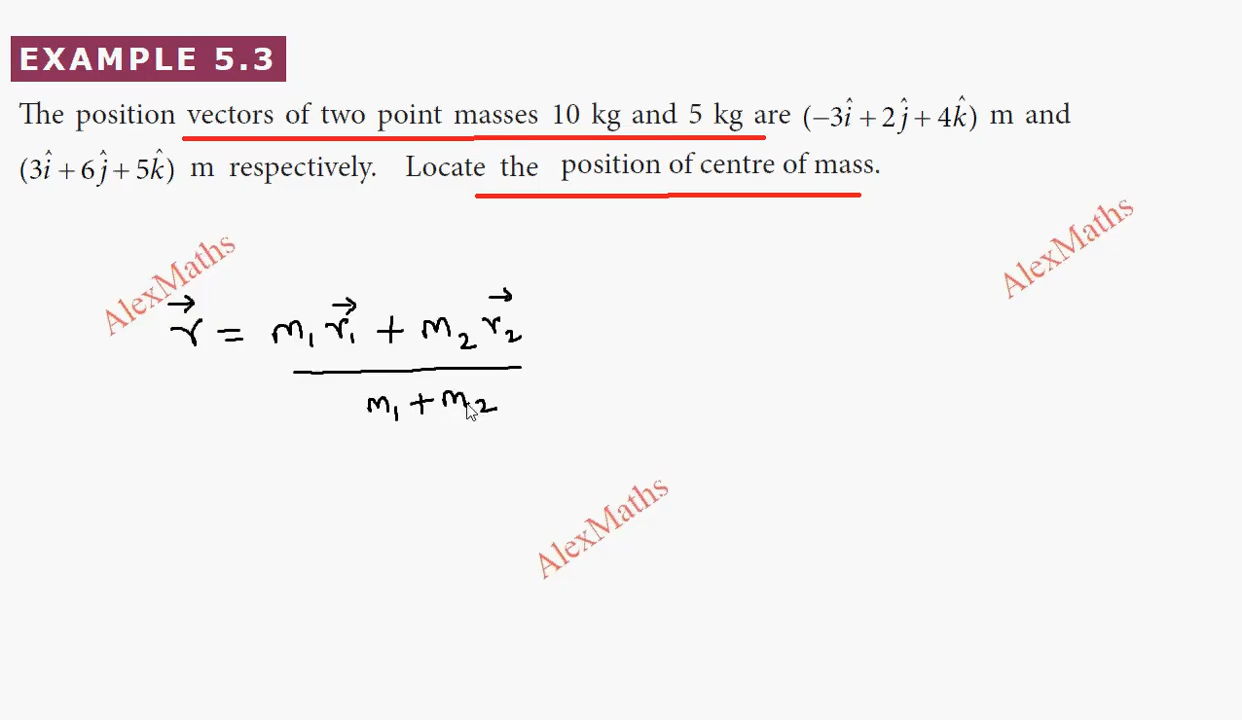 EXAMPLE 5.3
The position vectors of two point masses 10 kg and 5 kg are (−3î + 2ĵ + 4k̂) m and
(3î + 6ĵ + 5k̂) m respectively. Locate the position of centre of mass.
AlexMaths
AlexMaths
r⃗ = m₁r⃗₁ + m₂r⃗₂
m₁ + m₂
AlexMaths